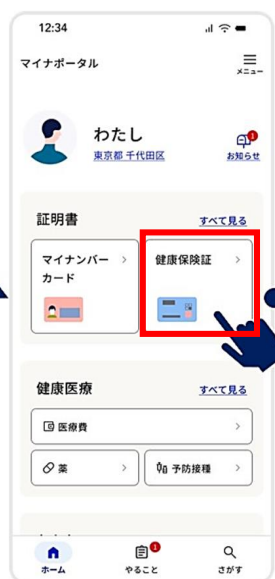 12:34
マイナポータル
メニュー
わたし
東京都 千代田区
お知らせ
証明書
すべて見る
マイナンバー
カード
健康保険証
健康医療
すべて見る
医療費
薬
予防接種
1
ホーム
やること
さがす